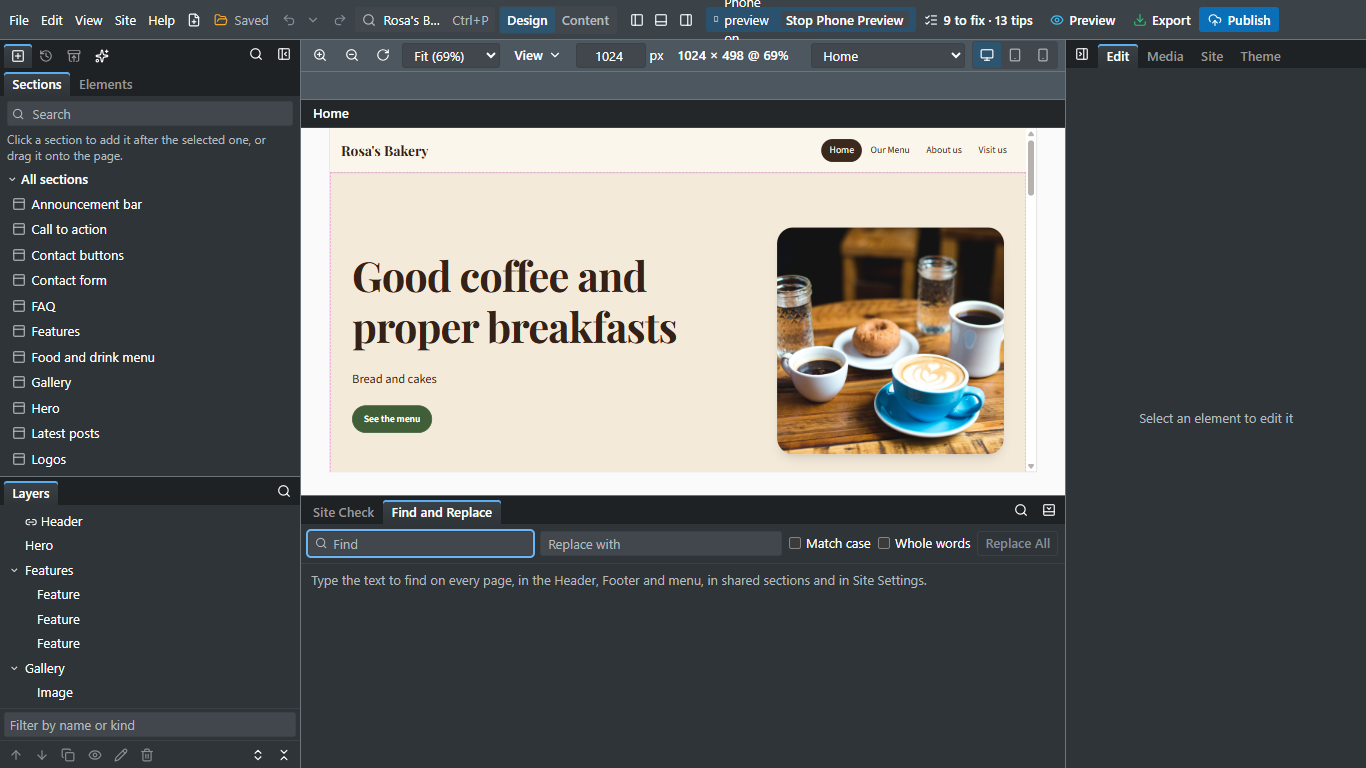 File Edit View Site Help Saved Rosa's B... Ctrl+P Design Content Phone preview on Stop Phone Preview 9 to fix · 13 tips Preview Export Publish
Fit (69%) View 1024 px 1024 × 498 @ 69% Home
Edit Media Site Theme
Sections Elements
Search
Click a section to add it after the selected one, or
drag it onto the page.
All sections
Announcement bar
Call to action
Contact buttons
Contact form
FAQ
Features
Food and drink menu
Gallery
Hero
Latest posts
Logos
Layers
Header
Hero
Features
Feature
Feature
Feature
Gallery
Image
Filter by name or kind
Home
Rosa's Bakery Home Our Menu About us Visit us
Good coffee and
proper breakfasts
Bread and cakes
See the menu
Site Check Find and Replace
Find Replace with Match case Whole words Replace All
Type the text to find on every page, in the Header, Footer and menu, in shared sections and in Site Settings.
Select an element to edit it